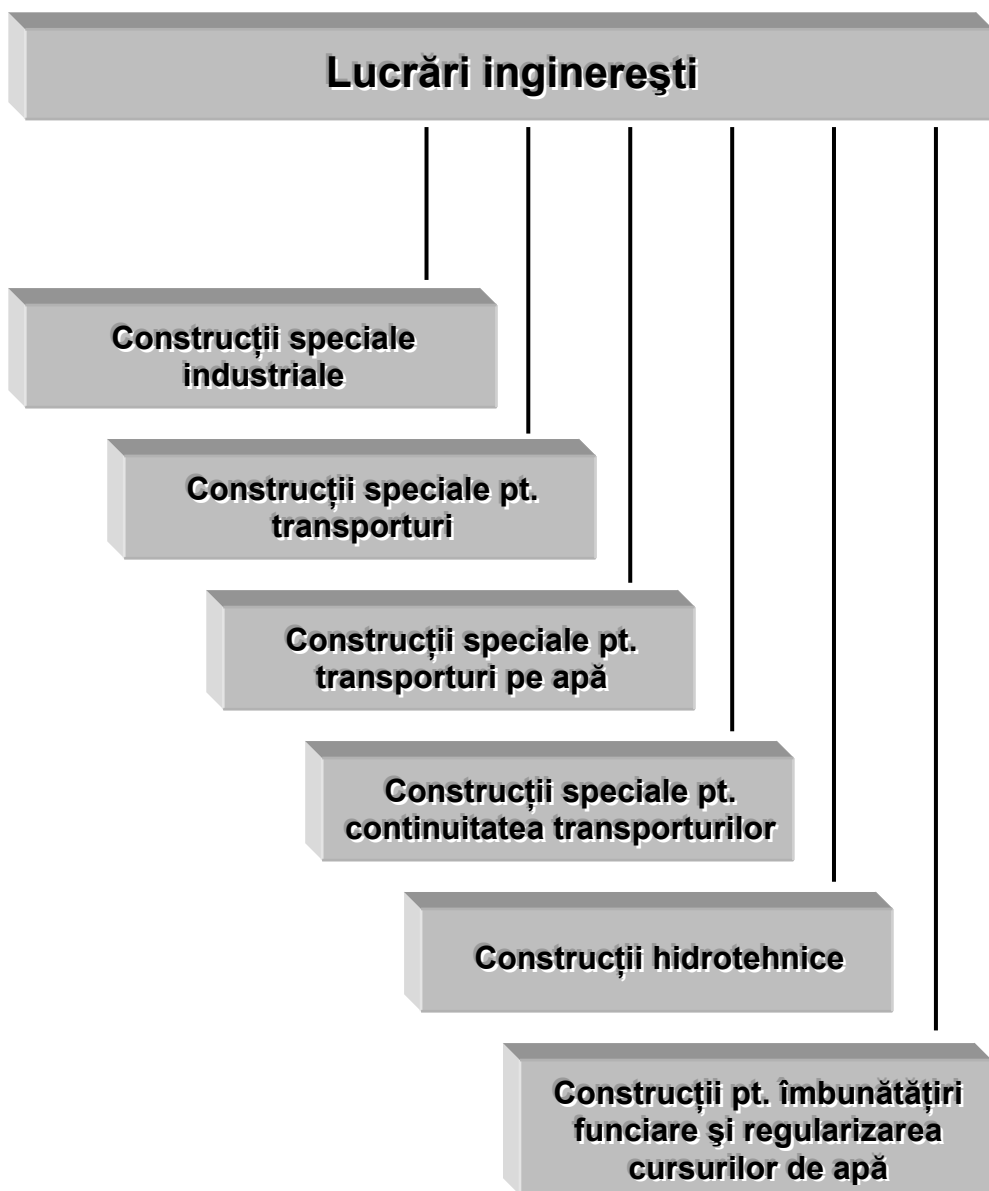 Lucrări inginereşti
Construcţii speciale
industriale
Construcţii speciale pt.
transporturi
Construcţii speciale pt.
transporturi pe apă
Construcţii speciale pt.
continuitatea transporturilor
Construcţii hidrotehnice
Construcţii pt. îmbunătăţiri
funciare şi regularizarea
cursurilor de apă